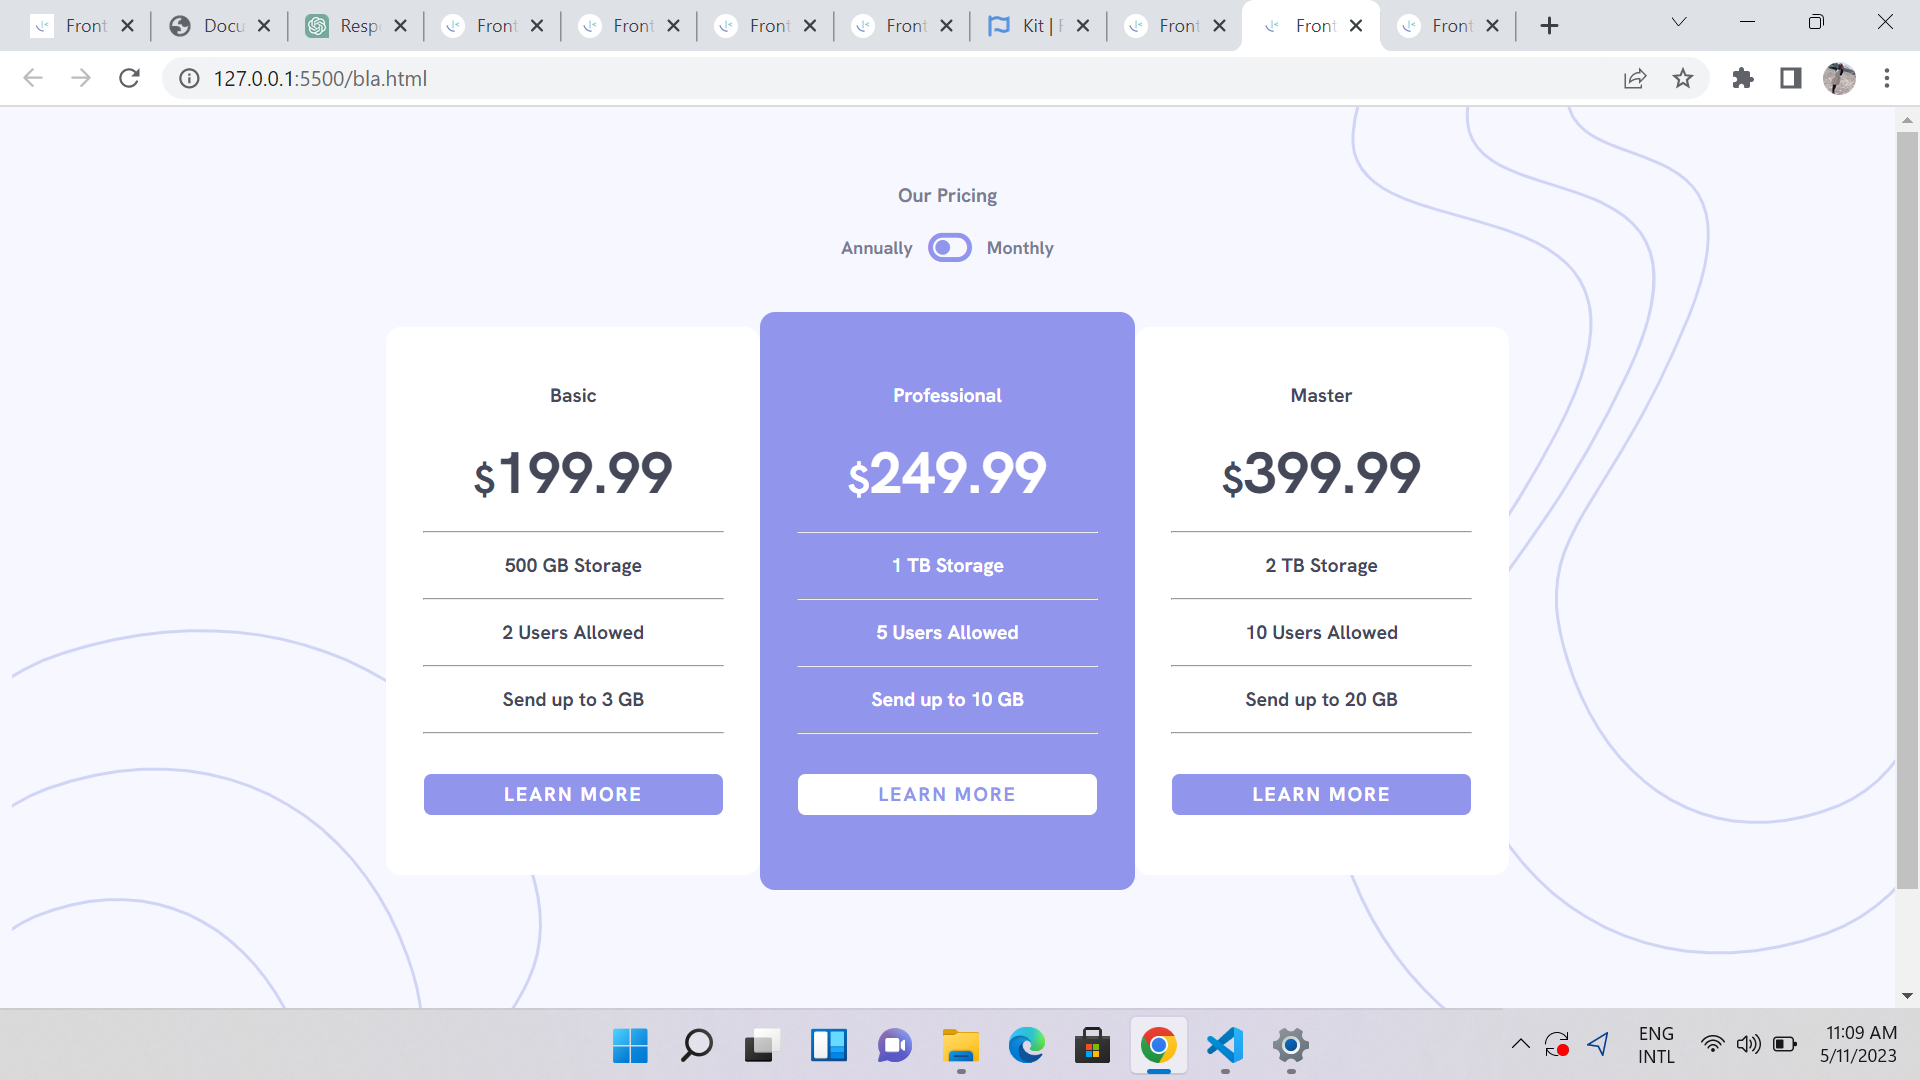 Front
Docu
Resp
Front
Front
Front
Front
Kit | F
Front
Front
Front
127.0.0.1:5500/bla.html
Our Pricing
Annually Monthly
Basic
$199.99
500 GB Storage
2 Users Allowed
Send up to 3 GB
LEARN MORE
Professional
$249.99
1 TB Storage
5 Users Allowed
Send up to 10 GB
LEARN MORE
Master
$399.99
2 TB Storage
10 Users Allowed
Send up to 20 GB
LEARN MORE
ENG
INTL
11:09 AM
5/11/2023